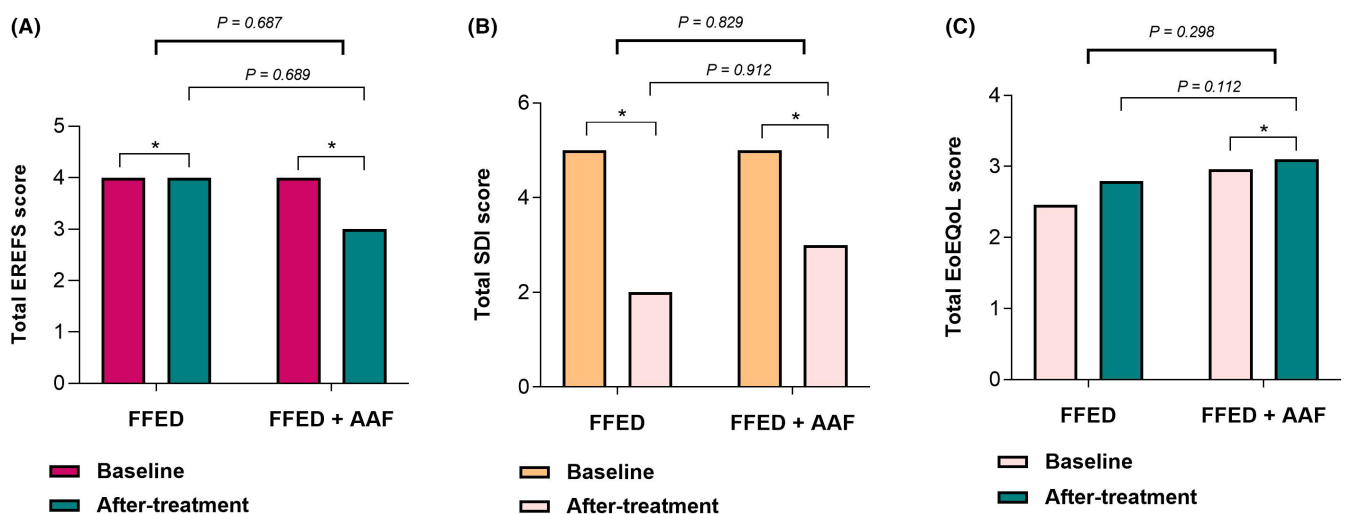 (A)
P = 0.687
P = 0.689
*
*
Total EREFS score
5
4
3
2
1
0
FFED
FFED + AAF
Baseline
After-treatment
(B)
P = 0.829
P = 0.912
*
*
Total SDI score
6
4
2
0
FFED
FFED + AAF
Baseline
After-treatment
(C)
P = 0.298
P = 0.112
*
Total EoEQoL score
4
3
2
1
0
FFED
FFED + AAF
Baseline
After-treatment